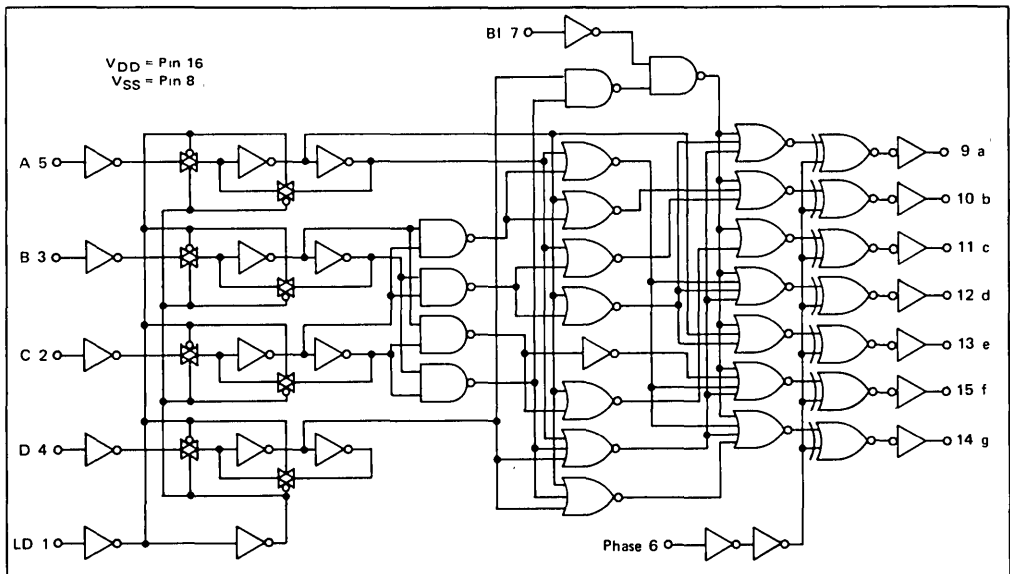 BI 7
VDD = Pin 16
VSS = Pin 8
A 5
9 a
10 b
B 3
11 c
12 d
C 2
13 e
15 f
D 4
14 g
LD 1
Phase 6